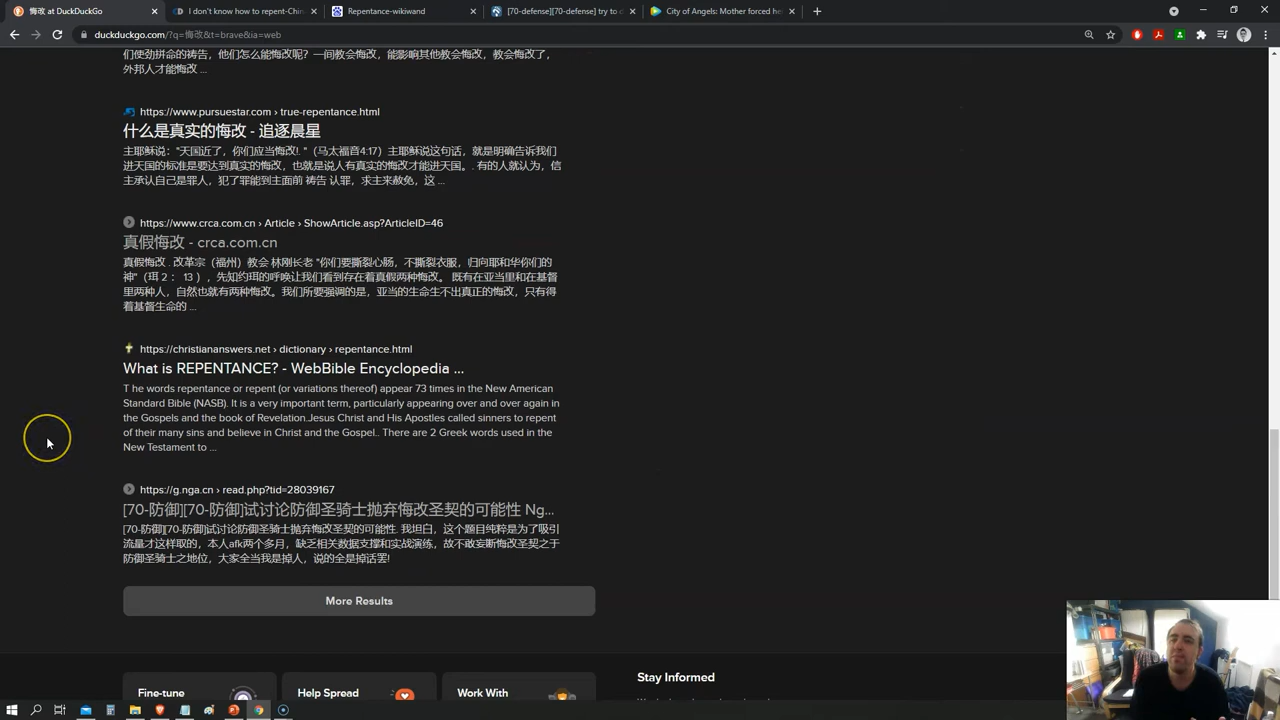 悔改 at DuckDuckGo
I don't know how to repent-Chin
Repentance-wikiwand
[70-defense][70-defense] try to d
City of Angels: Mother forced he
duckduckgo.com/?q=悔改&t=brave&ia=web
们使劲拼命的祷告，他们怎么能悔改呢？一间教会悔改，能影响其他教会，教会悔改了，
外邦人才能悔改 ...
https://www.pursuestar.com › true-repentance.html
什么是真实的悔改 - 追逐晨星
主耶稣说："天国近了，你们应当悔改!. "（马太福音4:17）主耶稣说这句话，就是明确告诉我们
进天国的标准是要达到真实的悔改，也就是说人有真实的悔改才能进天国。. 有的人就认为，信
主承认自己是罪人，犯了罪能到主面前 祷告 认罪，求主来赦免，这 ...
https://www.crca.com.cn › Article › ShowArticle.asp?ArticleID=46
真假悔改 - crca.com.cn
真假悔改 . 改革宗（福州）教会 林刚长老 "你们要撕裂心肠，不撕裂衣服，归向耶和华你们的
神"（珥 2 ： 13 ），先知约珥的呼唤让我们看到存在着真假两种悔改。 既有在亚当里和在基督
里两种人，自然也就有两种悔改。我们所要强调的是，亚当的生命生不出真正的悔改，只有得
着基督生命的 ...
https://christiananswers.net › dictionary › repentance.html
What is REPENTANCE? - WebBible Encyclopedia ...
T he words repentance or repent (or variations thereof) appear 73 times in the New American
Standard Bible (NASB). It is a very important term, particularly appearing over and over again in
the Gospels and the book of Revelation.Jesus Christ and His Apostles called sinners to repent
of their many sins and believe in Christ and the Gospel.. There are 2 Greek words used in the
New Testament to ...
https://g.nga.cn › read.php?tid=28039167
[70-防御][70-防御]试讨论防御圣骑士抛弃悔改圣契的可能性 Ng...
[70-防御][70-防御]试讨论防御圣骑士抛弃悔改圣契的可能性. 我坦白，这个题目纯粹是为了吸引
流量才这样取的，本人afk两个多月，缺乏相关数据支撑和实战演练，故不敢妄断悔改圣契之于
防御圣骑士之地位，大家全当我是掉人，说的全是掉话罢!
More Results
Fine-tune
Help Spread
Work With
Stay Informed